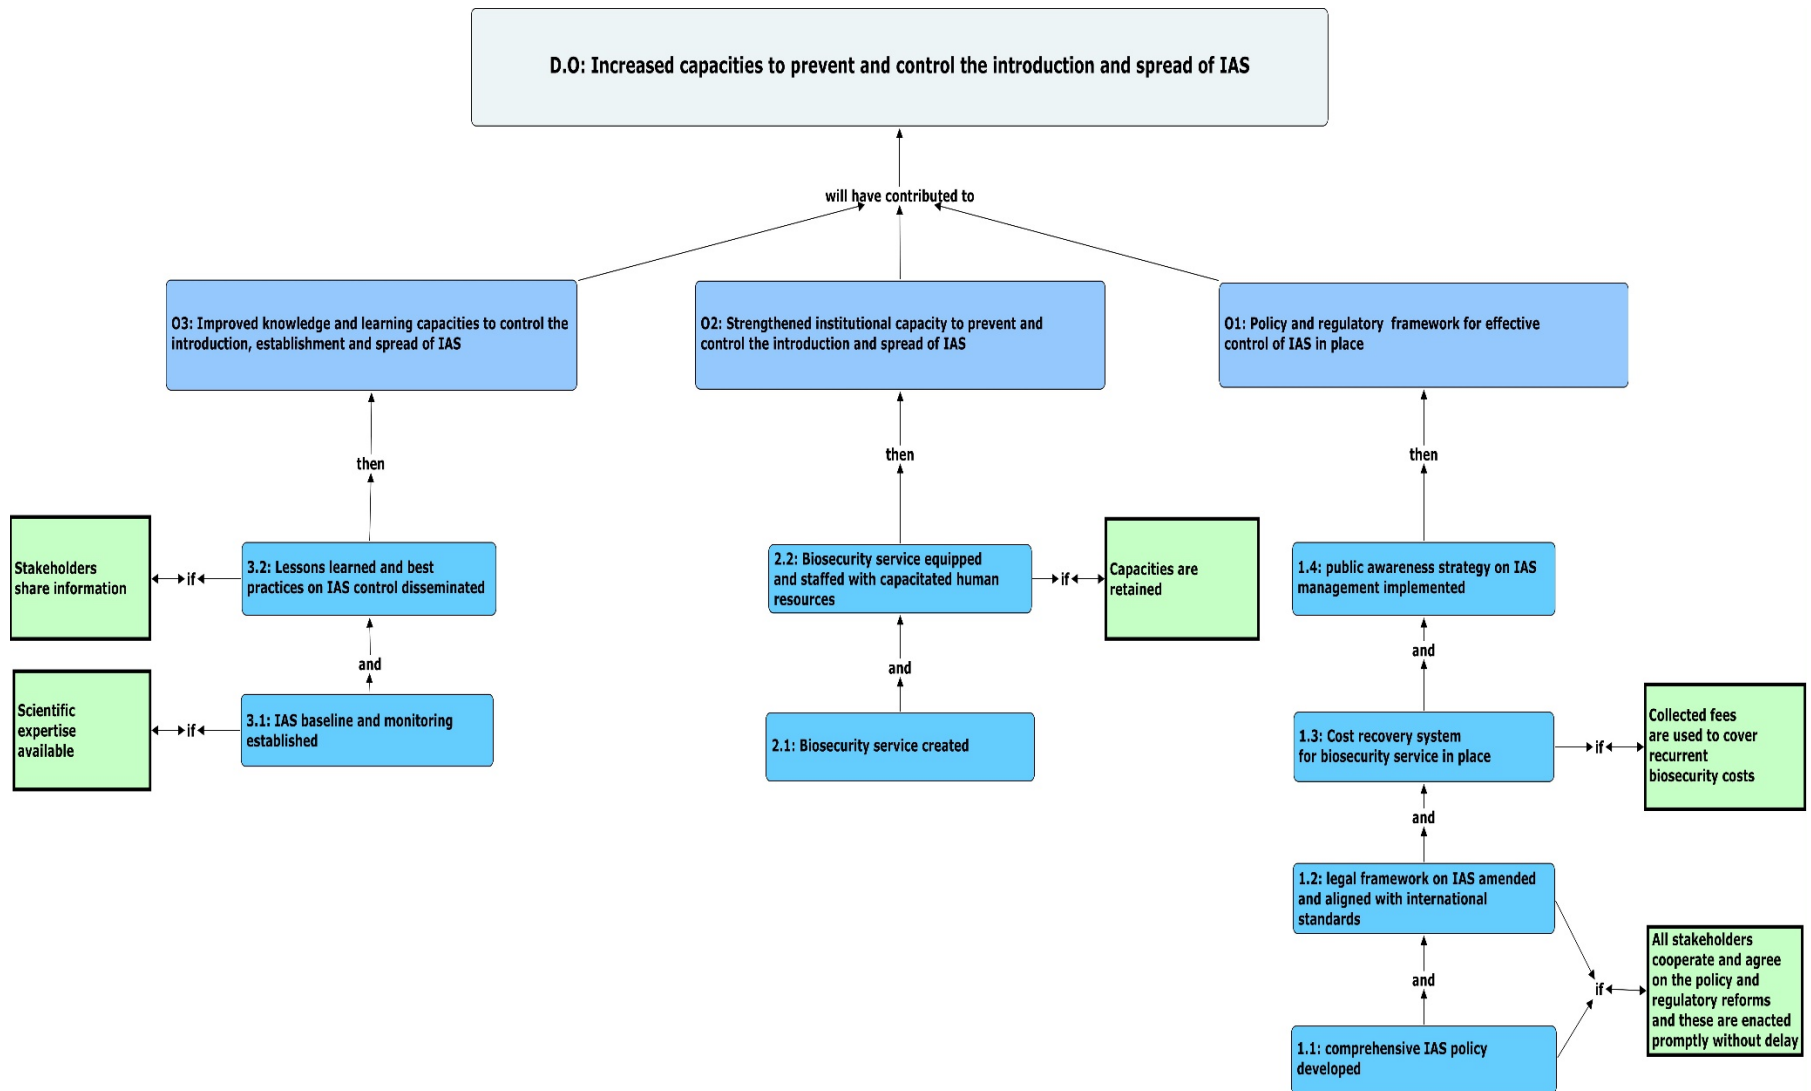 D.O: Increased capacities to prevent and control the introduction and spread of IAS
will have contributed to
O3: Improved knowledge and learning capacities to control the
introduction, establishment and spread of IAS
O2: Strengthened institutional capacity to prevent and
control the introduction and spread of IAS
O1: Policy and regulatory framework for effective
control of IAS in place
then
then
then
Stakeholders
share information
if
3.2: Lessons learned and best
practices on IAS control disseminated
2.2: Biosecurity service equipped
and staffed with capacitated human
resources
if
Capacities are
retained
1.4: public awareness strategy on IAS
management implemented
and
and
and
Scientific
expertise
available
if
3.1: IAS baseline and monitoring
established
2.1: Biosecurity service created
1.3: Cost recovery system
for biosecurity service in place
if
Collected fees
are used to cover
recurrent
biosecurity costs
and
1.2: legal framework on IAS amended
and aligned with international
standards
and
if
All stakeholders
cooperate and agree
on the policy and
regulatory reforms
and these are enacted
promptly without delay
1.1: comprehensive IAS policy
developed